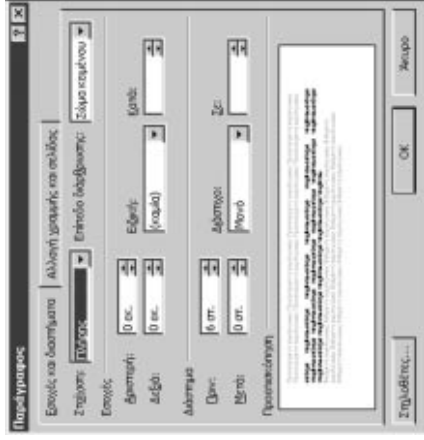 Παράγραφος
Εσοχές και διαστήματα Αλλαγή γραμμής και σελίδας
Στοίχιση: Πλήρης Επίπεδο διάρθρωσης: Σώμα κειμένου
Εσοχές
Αριστερή: 0 εκ. Ειδική: Κατά:
Δεξιά: 0 εκ. (καμία)
Διάστημα
Πριν: 6 στ. Διάστιχο: Σε:
Μετά: 0 στ. Μονό
Προεπισκόπηση
Στηλοθέτες... OK Άκυρο